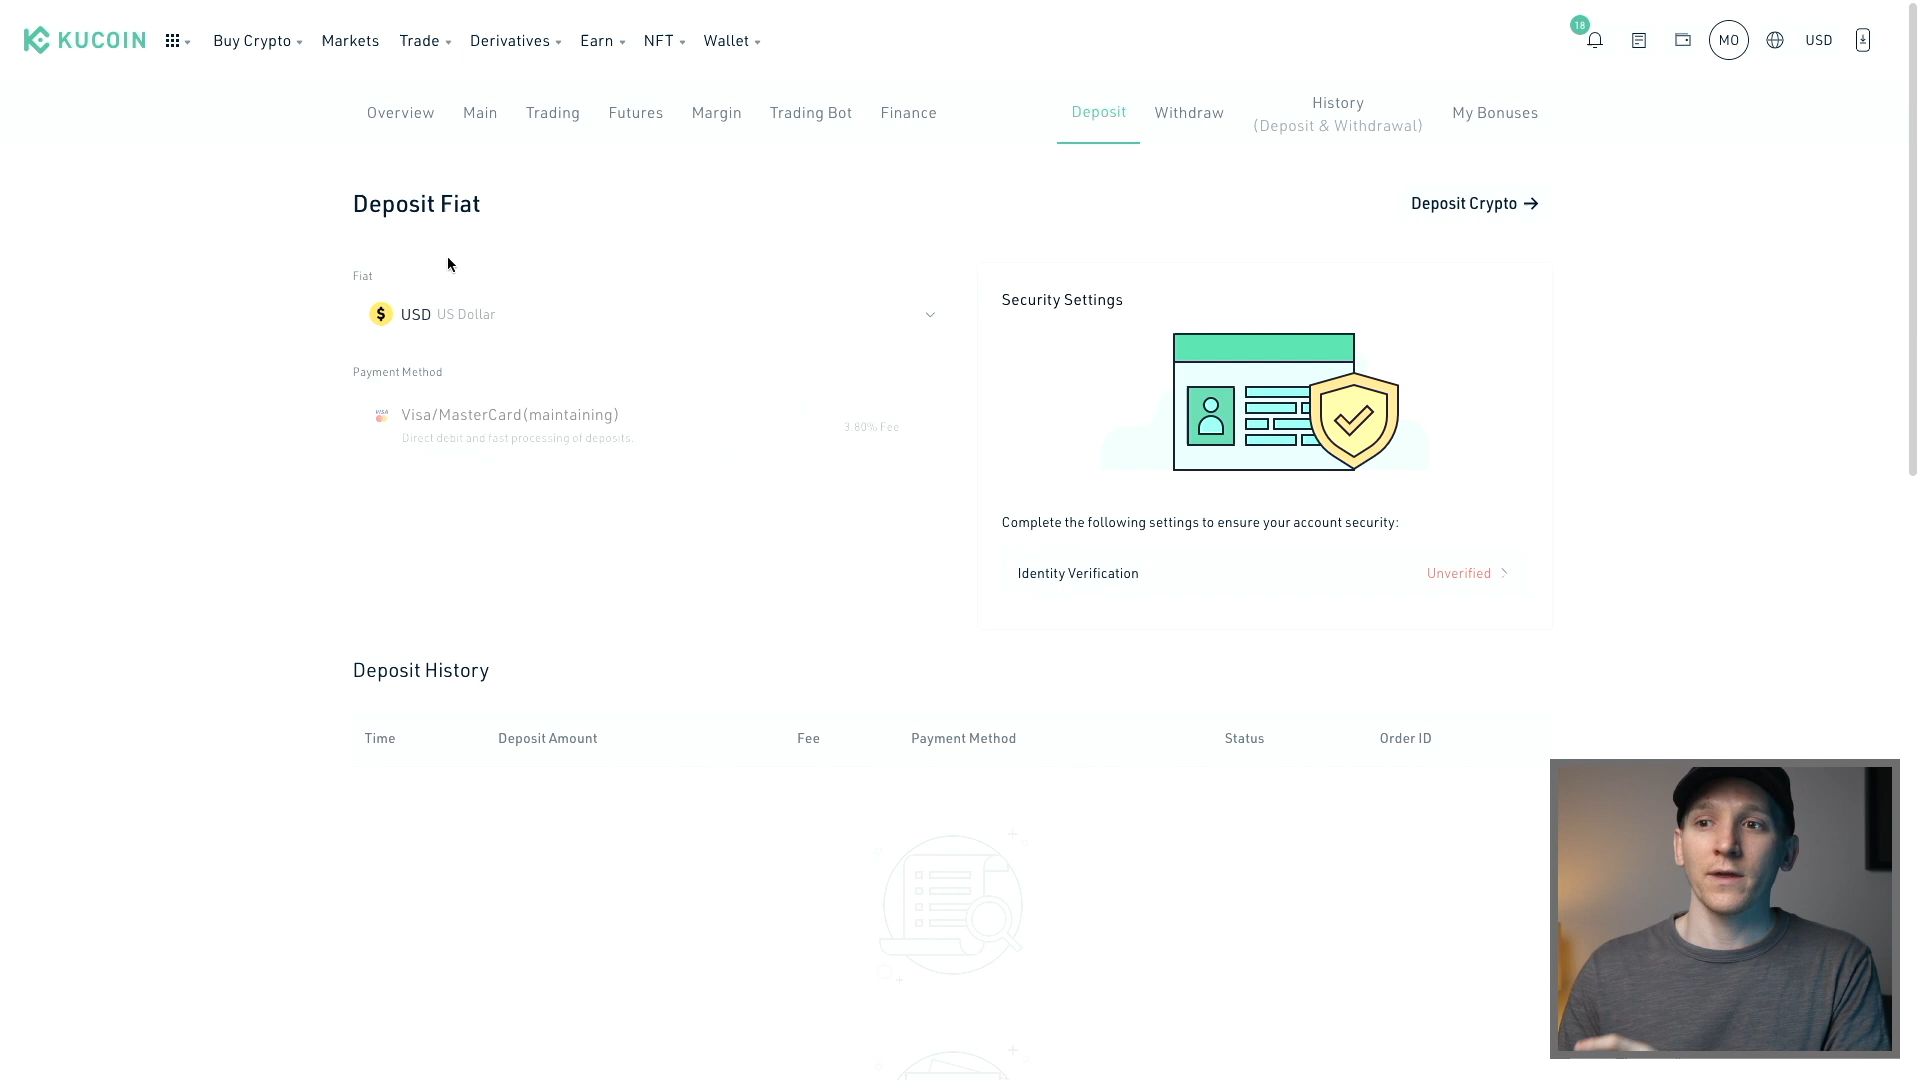 KUCOIN
Buy Crypto
Markets
Trade
Derivatives
Earn
NFT
Wallet
18
MO
USD
Overview
Main
Trading
Futures
Margin
Trading Bot
Finance
Deposit
Withdraw
History
(Deposit & Withdrawal)
My Bonuses
Deposit Fiat
Deposit Crypto
Fiat
$
USD US Dollar
Payment Method
VISA
Visa/MasterCard(maintaining)
Direct debit and fast processing of deposits.
3.80% Fee
Security Settings
Complete the following settings to ensure your account security:
Identity Verification
Unverified
Deposit History
Time
Deposit Amount
Fee
Payment Method
Status
Order ID